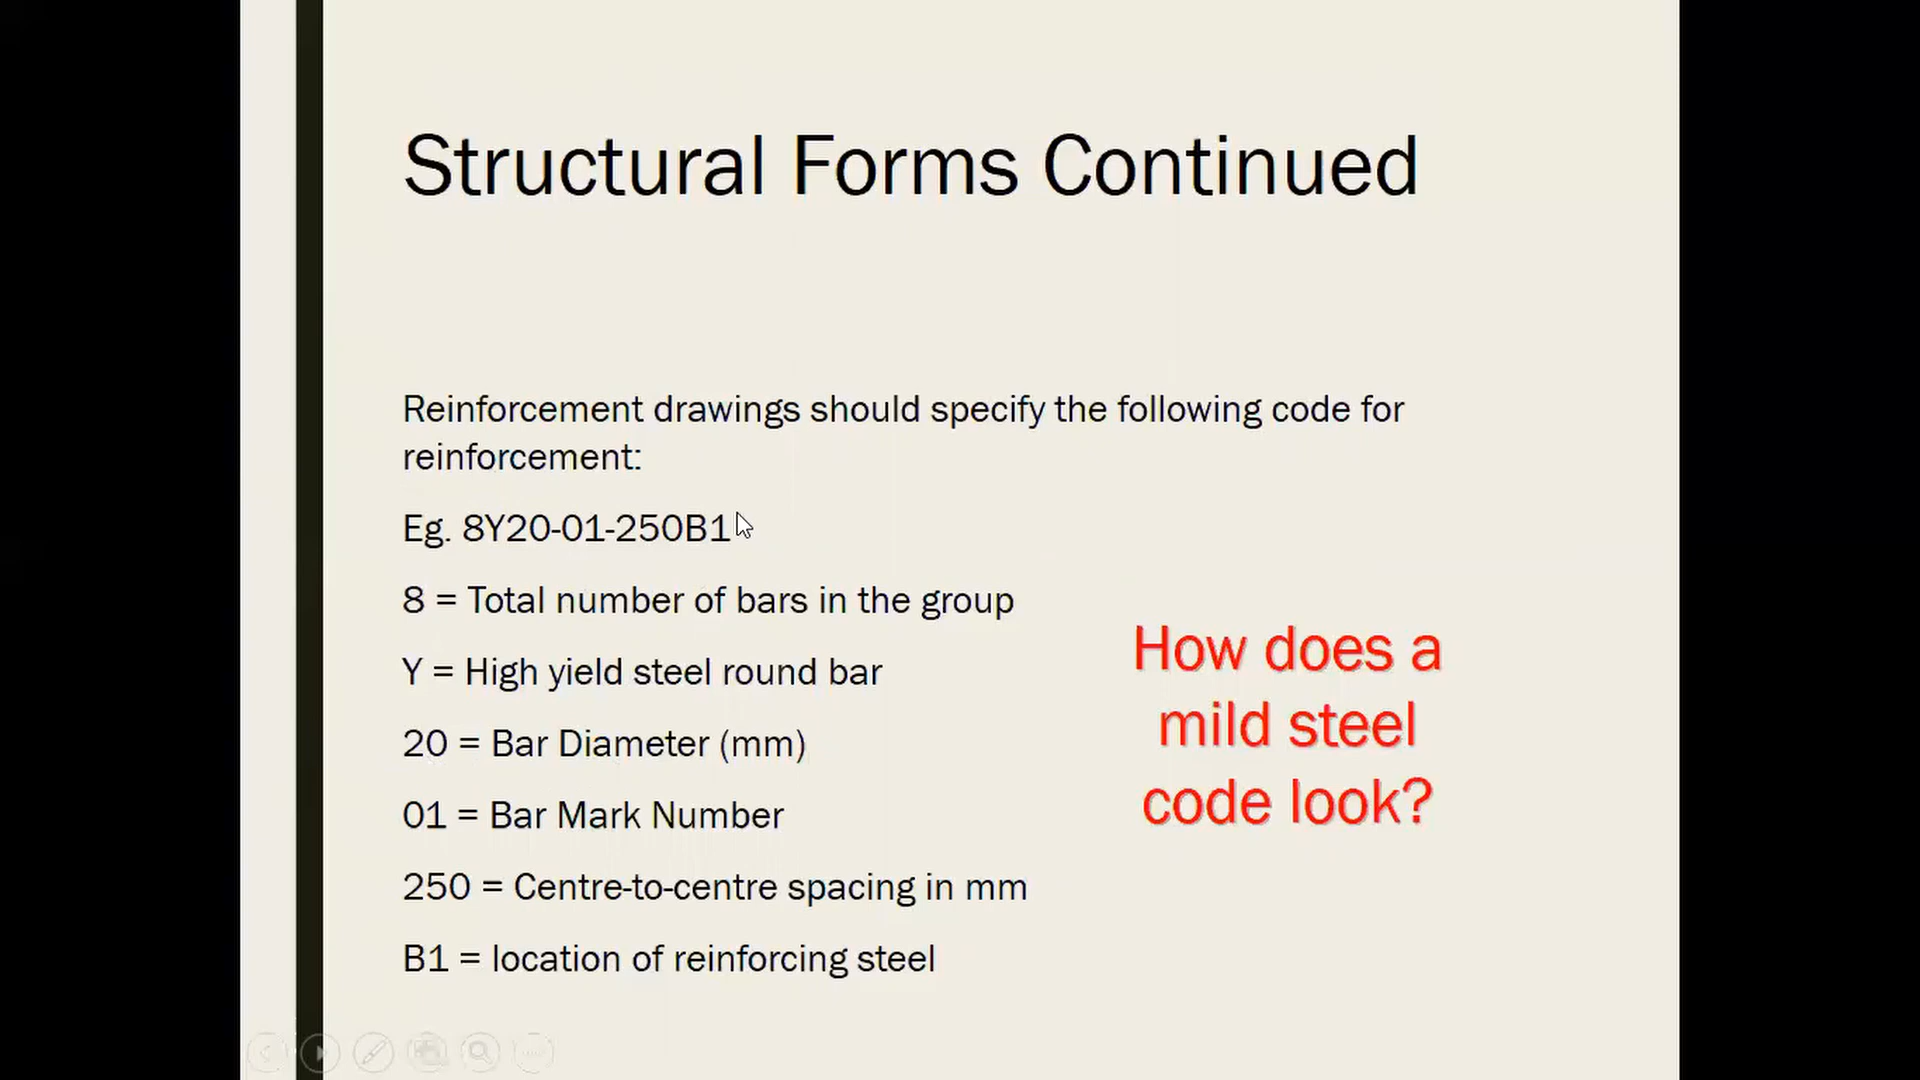 Structural Forms Continued
Reinforcement drawings should specify the following code for
reinforcement:
Eg. 8Y20-01-250B1
8 = Total number of bars in the group
Y = High yield steel round bar
20 = Bar Diameter (mm)
01 = Bar Mark Number
250 = Centre-to-centre spacing in mm
B1 = location of reinforcing steel
How does a
mild steel
code look?